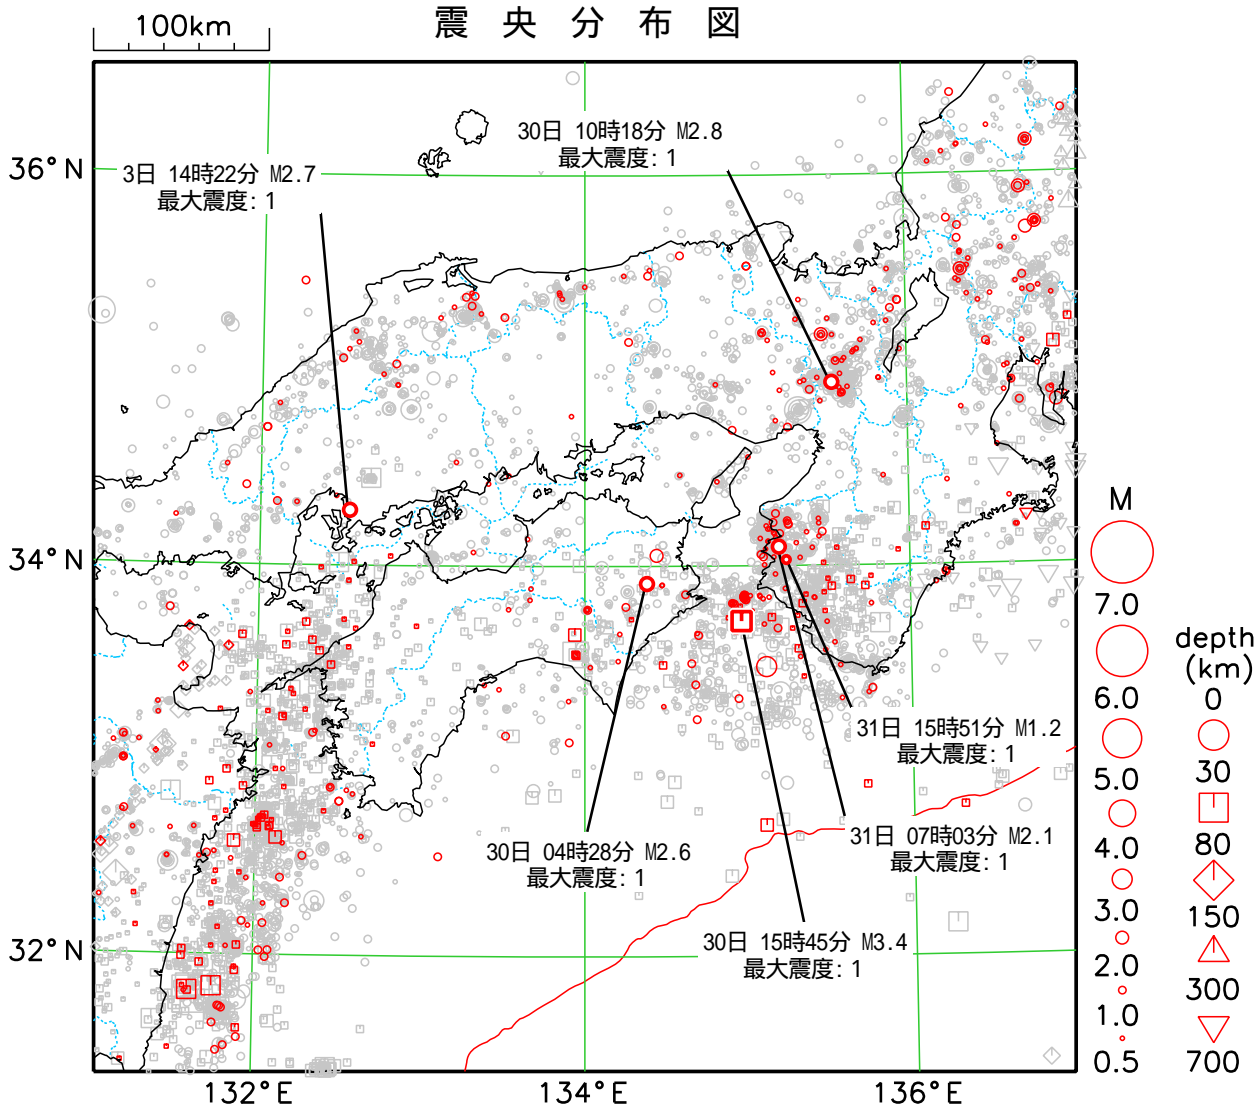 震央分布図
100km
30日 10時18分 M2.8
最大震度: 1
3日 14時22分 M2.7
最大震度: 1
36°N
34°N
32°N
31日 15時51分 M1.2
最大震度: 1
31日 07時03分 M2.1
最大震度: 1
30日 04時28分 M2.6
最大震度: 1
30日 15時45分 M3.4
最大震度: 1
132°E
134°E
136°E
M
7.0
6.0
5.0
4.0
3.0
2.0
1.0
0.5
depth
(km)
0
30
80
150
300
700